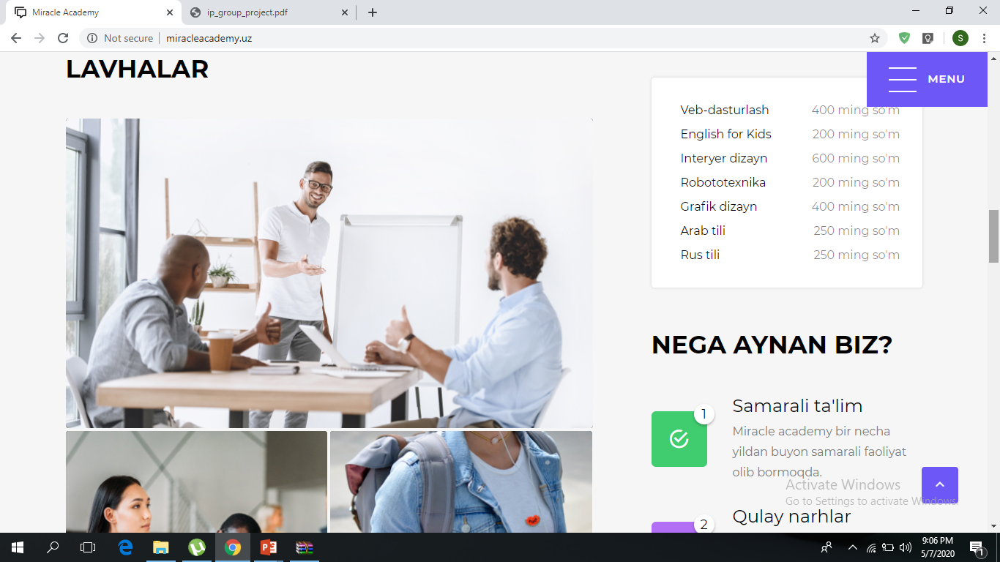 Miracle Academy
ip_group_project.pdf
Not secure
miracleacademy.uz
S
LAVHALAR
MENU
Veb-dasturlash 400 ming so'm
English for Kids 200 ming so'm
Interyer dizayn 600 ming so'm
Robototexnika 200 ming so'm
Grafik dizayn 400 ming so'm
Arab tili 250 ming so'm
Rus tili 250 ming so'm
NEGA AYNAN BIZ?
1
Samarali ta'lim
Miracle academy bir necha
yildan buyon samarali faoliyat
olib bormoqda.
Activate Windows
Go to Settings to activate Windows.
2
Qulay narhlar
9:06 PM
5/7/2020
1